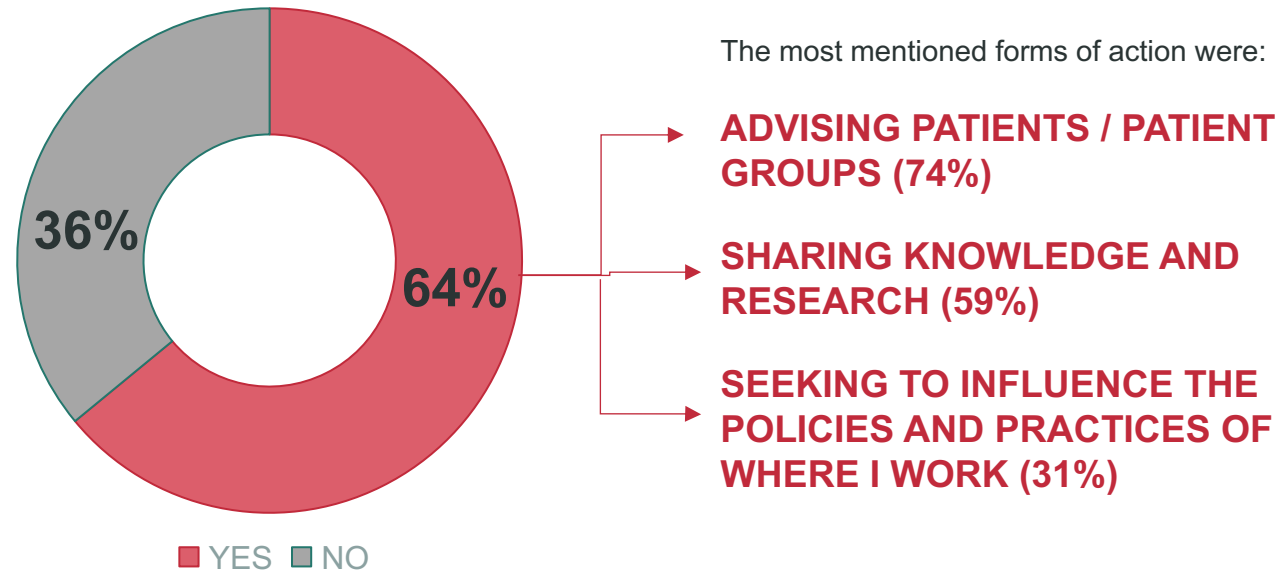 The most mentioned forms of action were:
ADVISING PATIENTS / PATIENT
GROUPS (74%)
36%
SHARING KNOWLEDGE AND
RESEARCH (59%)
64%
SEEKING TO INFLUENCE THE
POLICIES AND PRACTICES OF
WHERE I WORK (31%)
YES NO